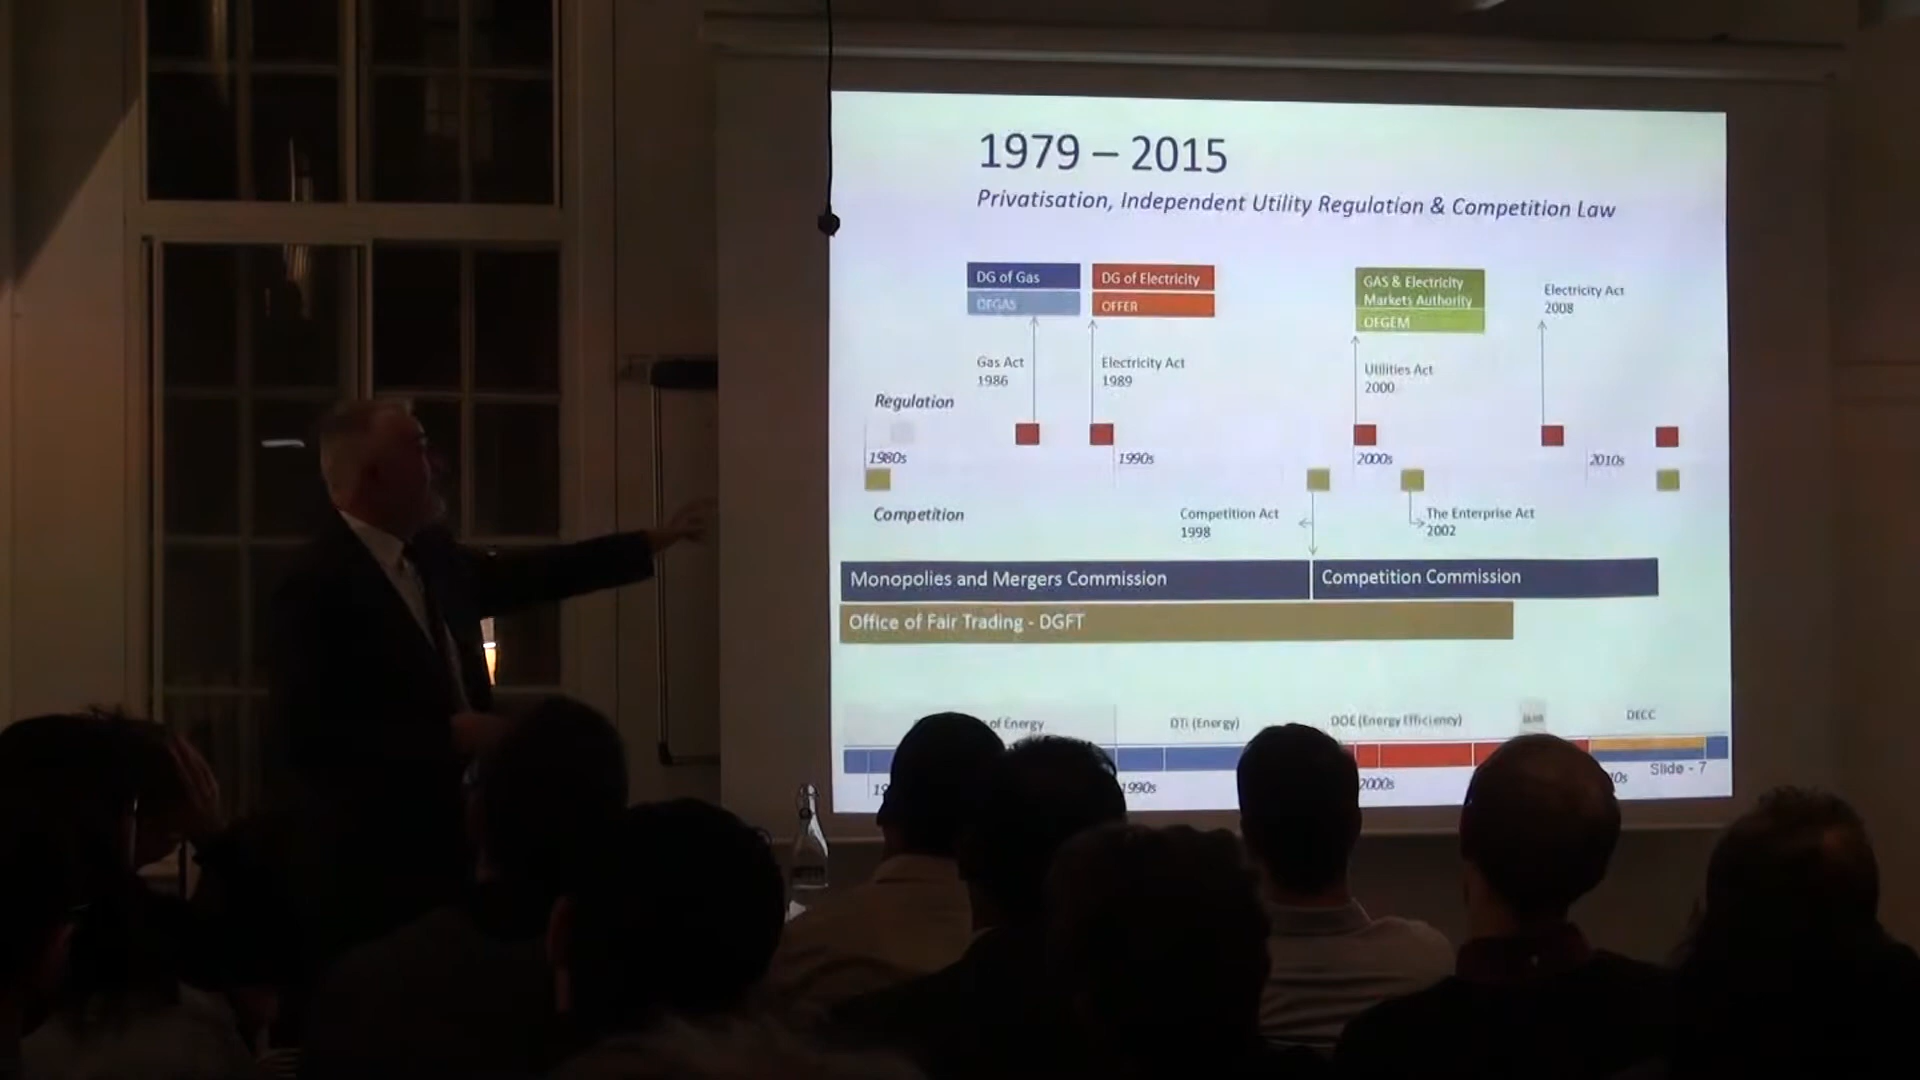 1979 – 2015
Privatisation, Independent Utility Regulation & Competition Law
DG of Gas
OFGAS
DG of Electricity
OFFER
GAS & Electricity
Markets Authority
OFGEM
Electricity Act
2008
Gas Act
1986
Electricity Act
1989
Utilities Act
2000
Regulation
1980s
1990s
2000s
2010s
Competition
Competition Act
1998
The Enterprise Act
2002
Monopolies and Mergers Commission
Competition Commission
Office of Fair Trading - DGFT
of Energy
DTI (Energy)
DOE (Energy Efficiency)
DECC
1990s
2000s
Slide - 7